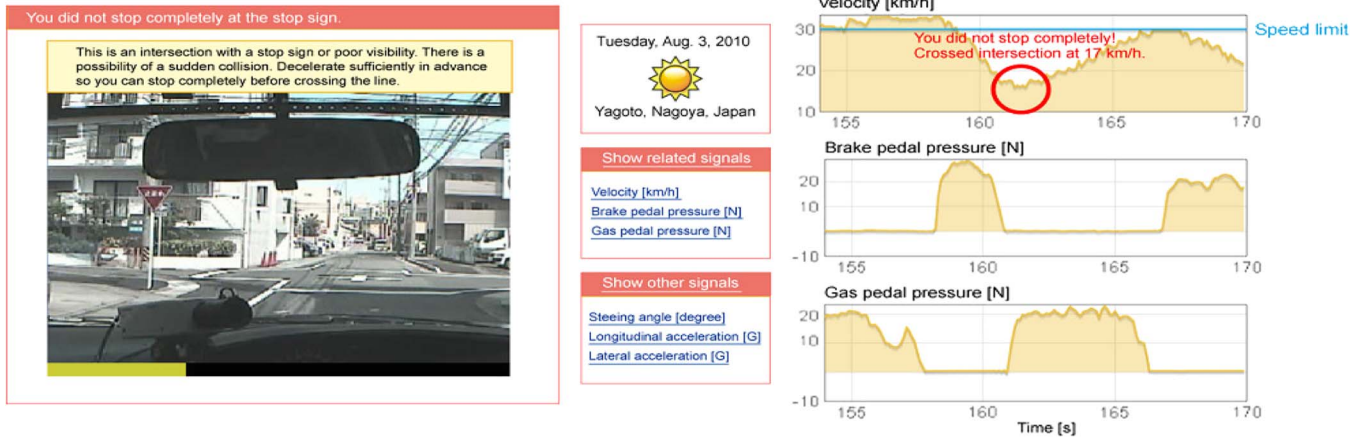 You did not stop completely at the stop sign.
This is an intersection with a stop sign or poor visibility. There is a
possibility of a sudden collision. Decelerate sufficiently in advance
so you can stop completely before crossing the line.
Tuesday, Aug. 3, 2010
Yagoto, Nagoya, Japan
Show related signals
Velocity [km/h]
Brake pedal pressure [N]
Gas pedal pressure [N]
Show other signals
Steeing angle [degree]
Longitudinal acceleration [G]
Lateral acceleration [G]
Velocity [km/h]
30
20
10
Speed limit
You did not stop completely!
Crossed intersection at 17 km/h.
155 160 165 170
Brake pedal pressure [N]
20
10
-10
155 160 165 170
Gas pedal pressure [N]
20
10
-10
155 160 165 170
Time [s]